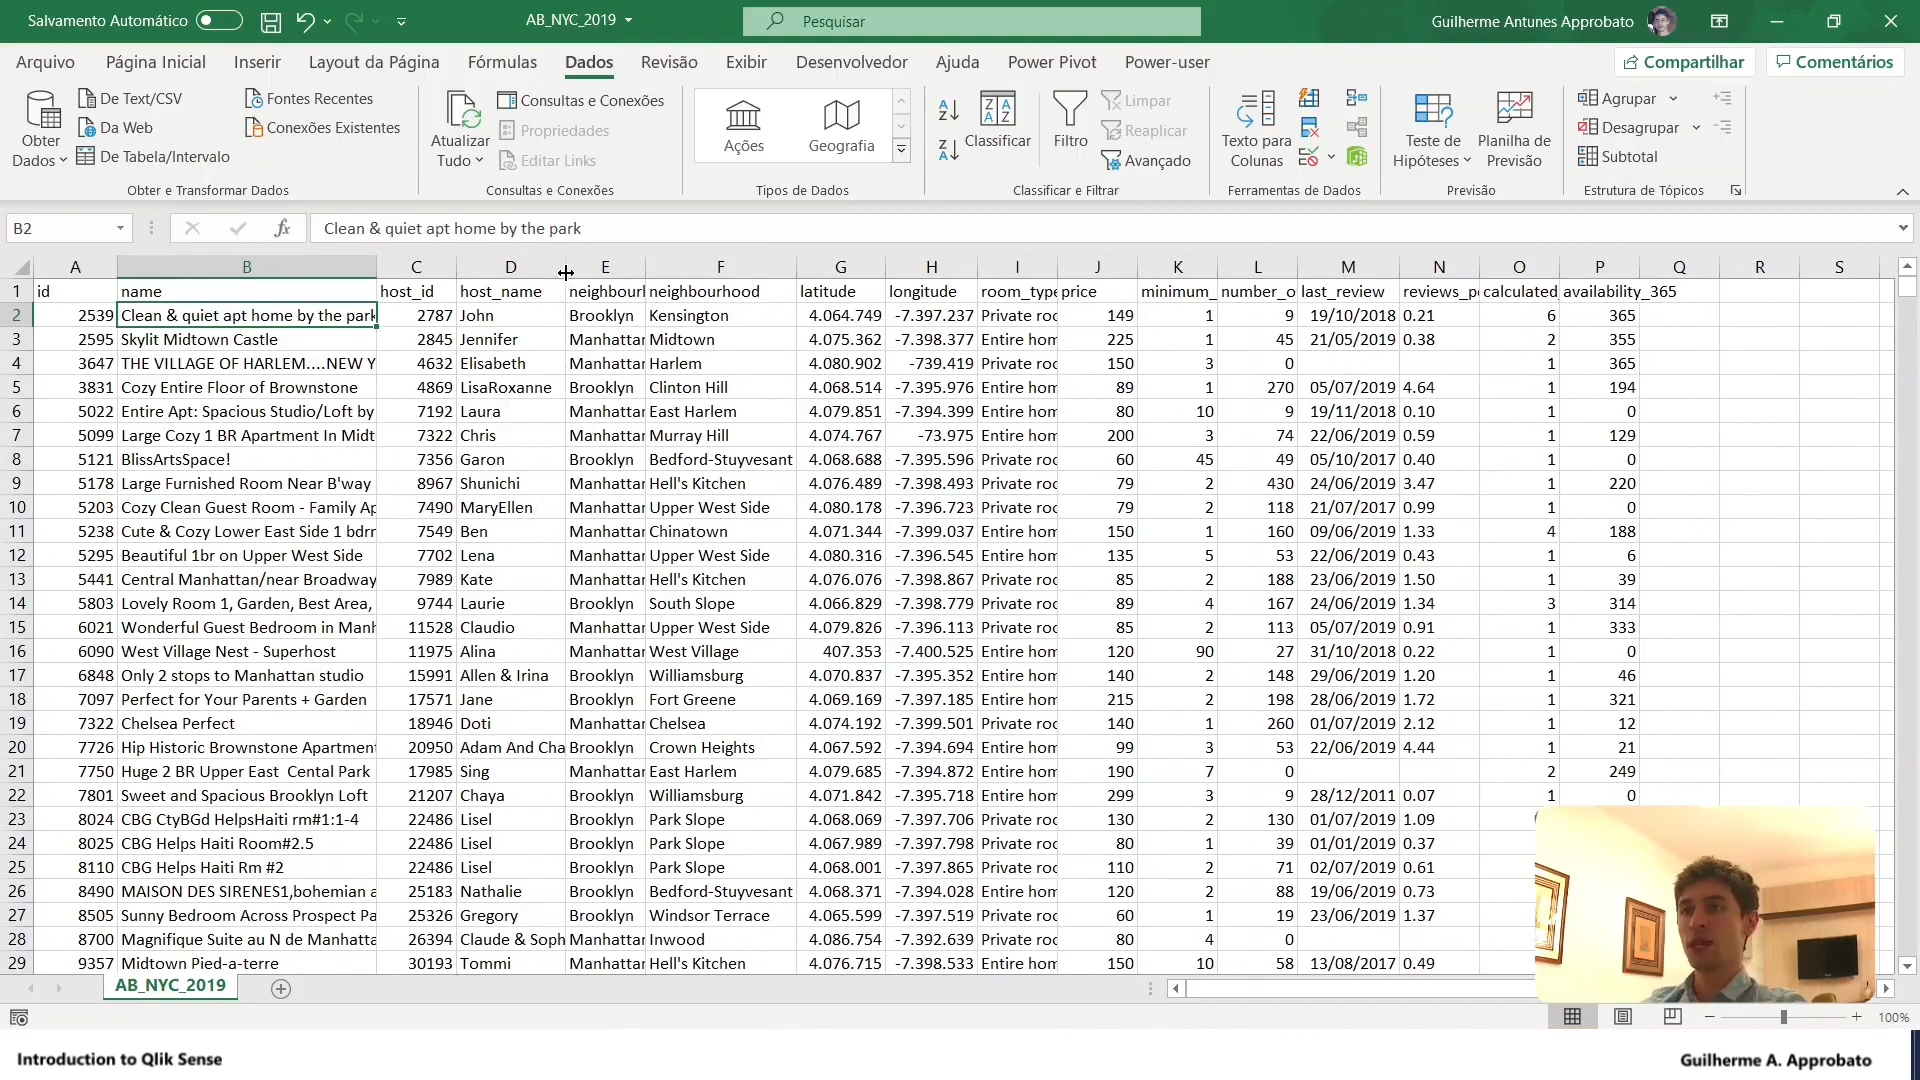 Salvamento Automático AB_NYC_2019 Pesquisar Guilherme Antunes Approbato
Arquivo Página Inicial Inserir Layout da Página Fórmulas Dados Revisão Exibir Desenvolvedor Ajuda Power Pivot Power-user Compartilhar Comentários
Obter Dados De Text/CSV Da Web De Tabela/Intervalo Fontes Recentes Conexões Existentes
Atualizar Tudo Consultas e Conexões Propriedades Editar Links
Ações Geografia
Classificar Filtro Limpar Reaplicar Avançado
Texto para Colunas
Teste de Hipóteses Planilha de Previsão
Agrupar Desagrupar Subtotal
Obter e Transformar Dados Consultas e Conexões Tipos de Dados Classificar e Filtrar Ferramentas de Dados Previsão Estrutura de Tópicos
B2 fx Clean & quiet apt home by the park
A B C D E F G H I J K L M N O P Q R S
1 id name host_id host_name neighbourh neighbourhood latitude longitude room_type price minimum_ number_o last_review reviews_pe calculated_ availability_365
2 2539 Clean & quiet apt home by the park 2787 John Brooklyn Kensington 4.064.749 -7.397.237 Private roo 149 1 9 19/10/2018 0.21 6 365
3 2595 Skylit Midtown Castle 2845 Jennifer Manhattan Midtown 4.075.362 -7.398.377 Entire hom 225 1 45 21/05/2019 0.38 2 355
4 3647 THE VILLAGE OF HARLEM....NEW Y 4632 Elisabeth Manhattan Harlem 4.080.902 -739.419 Private roo 150 3 0 1 365
5 3831 Cozy Entire Floor of Brownstone 4869 LisaRoxanne Brooklyn Clinton Hill 4.068.514 -7.395.976 Entire hom 89 1 270 05/07/2019 4.64 1 194
6 5022 Entire Apt: Spacious Studio/Loft by 7192 Laura Manhattan East Harlem 4.079.851 -7.394.399 Entire hom 80 10 9 19/11/2018 0.10 1 0
7 5099 Large Cozy 1 BR Apartment In Midt 7322 Chris Manhattan Murray Hill 4.074.767 -73.975 Entire hom 200 3 74 22/06/2019 0.59 1 129
8 5121 BlissArtsSpace! 7356 Garon Brooklyn Bedford-Stuyvesant 4.068.688 -7.395.596 Private roo 60 45 49 05/10/2017 0.40 1 0
9 5178 Large Furnished Room Near B'way 8967 Shunichi Manhattan Hell's Kitchen 4.076.489 -7.398.493 Private roo 79 2 430 24/06/2019 3.47 1 220
10 5203 Cozy Clean Guest Room - Family Ap 7490 MaryEllen Manhattan Upper West Side 4.080.178 -7.396.723 Private roo 79 2 118 21/07/2017 0.99 1 0
11 5238 Cute & Cozy Lower East Side 1 bdrm 7549 Ben Manhattan Chinatown 4.071.344 -7.399.037 Entire hom 150 1 160 09/06/2019 1.33 4 188
12 5295 Beautiful 1br on Upper West Side 7702 Lena Manhattan Upper West Side 4.080.316 -7.396.545 Entire hom 135 5 53 22/06/2019 0.43 1 6
13 5441 Central Manhattan/near Broadway 7989 Kate Manhattan Hell's Kitchen 4.076.076 -7.398.867 Private roo 85 2 188 23/06/2019 1.50 1 39
14 5803 Lovely Room 1, Garden, Best Area, 9744 Laurie Brooklyn South Slope 4.066.829 -7.398.779 Private roo 89 4 167 24/06/2019 1.34 3 314
15 6021 Wonderful Guest Bedroom in Manh 11528 Claudio Manhattan Upper West Side 4.079.826 -7.396.113 Private roo 85 2 113 05/07/2019 0.91 1 333
16 6090 West Village Nest - Superhost 11975 Alina Manhattan West Village 407.353 -7.400.525 Entire hom 120 90 27 31/10/2018 0.22 1 0
17 6848 Only 2 stops to Manhattan studio 15991 Allen & Irina Brooklyn Williamsburg 4.070.837 -7.395.352 Entire hom 140 2 148 29/06/2019 1.20 1 46
18 7097 Perfect for Your Parents + Garden 17571 Jane Brooklyn Fort Greene 4.069.169 -7.397.185 Entire hom 215 2 198 28/06/2019 1.72 1 321
19 7322 Chelsea Perfect 18946 Doti Manhattan Chelsea 4.074.192 -7.399.501 Private roo 140 1 260 01/07/2019 2.12 1 12
20 7726 Hip Historic Brownstone Apartment 20950 Adam And Cha Brooklyn Crown Heights 4.067.592 -7.394.694 Entire hom 99 3 53 22/06/2019 4.44 1 21
21 7750 Huge 2 BR Upper East Cental Park 17985 Sing Manhattan East Harlem 4.079.685 -7.394.872 Entire hom 190 7 0 2 249
22 7801 Sweet and Spacious Brooklyn Loft 21207 Chaya Brooklyn Williamsburg 4.071.842 -7.395.718 Entire hom 299 3 9 28/12/2011 0.07 1 0
23 8024 CBG CtyBGd HelpsHaiti rm#1:1-4 22486 Lisel Brooklyn Park Slope 4.068.069 -7.397.706 Private roo 130 2 130 01/07/2019 1.09
24 8025 CBG Helps Haiti Room#2.5 22486 Lisel Brooklyn Park Slope 4.067.989 -7.397.798 Private roo 80 1 39 01/01/2019 0.37
25 8110 CBG Helps Haiti Rm #2 22486 Lisel Brooklyn Park Slope 4.068.001 -7.397.865 Private roo 110 2 71 02/07/2019 0.61
26 8490 MAISON DES SIRENES1,bohemian a 25183 Nathalie Brooklyn Bedford-Stuyvesant 4.068.371 -7.394.028 Entire hom 120 2 88 19/06/2019 0.73
27 8505 Sunny Bedroom Across Prospect Pa 25326 Gregory Brooklyn Windsor Terrace 4.065.599 -7.397.519 Private roo 60 1 19 23/06/2019 1.37
28 8700 Magnifique Suite au N de Manhatta 26394 Claude & Soph Manhattan Inwood 4.086.754 -7.392.639 Private roo 80 4 0
29 9357 Midtown Pied-a-terre 30193 Tommi Manhattan Hell's Kitchen 4.076.715 -7.398.533 Entire hom 150 10 58 13/08/2017 0.49
AB_NYC_2019
100%
Introduction to Qlik Sense Guilherme A. Approbato